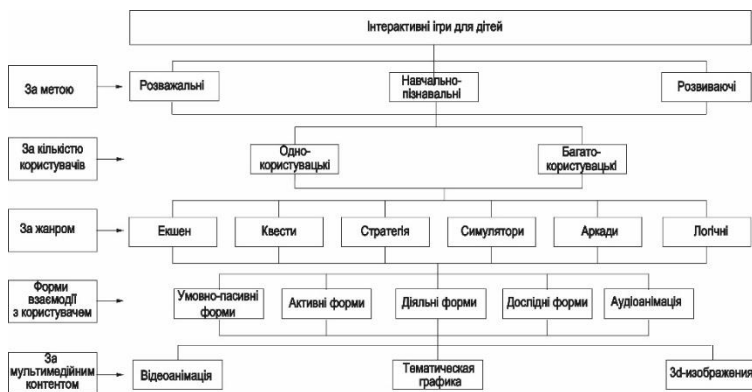 Інтерактивні ігри для дітей
За метою
Розважальні
Навчально-
пізнавальні
Розвиваючі
За кількістю
користувачів
Одно-
користувацькі
Багато-
користувацькі
За жанром
Екшен
Квести
Стратегія
Симулятори
Аркади
Логічні
Форми
взаємодії
з користувачем
Умовно-пасивні
форми
Активні форми
Діяльні форми
Дослідні форми
Аудіоанімація
За
мультимедійним
контентом
Відеоанімація
Тематическая
графика
3d-изображения